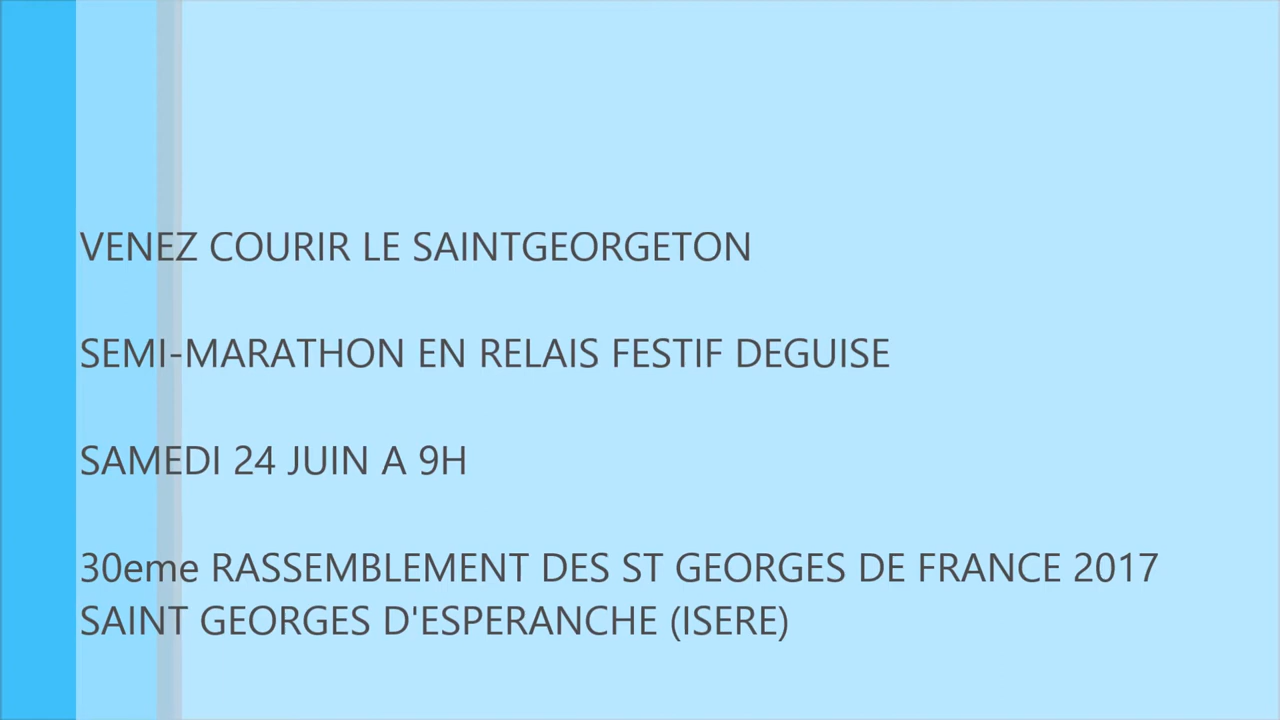 VENEZ COURIR LE SAINTGEORGETON
SEMI-MARATHON EN RELAIS FESTIF DEGUISE
SAMEDI 24 JUIN A 9H
30eme RASSEMBLEMENT DES ST GEORGES DE FRANCE 2017
SAINT GEORGES D'ESPERANCHE (ISERE)